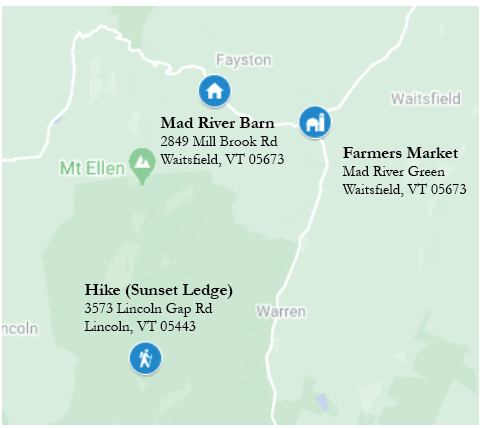 Fayston
Waitsfield
Mad River Barn
2849 Mill Brook Rd
Waitsfield, VT 05673
Farmers Market
Mad River Green
Waitsfield, VT 05673
Mt Ellen
Hike (Sunset Ledge)
3573 Lincoln Gap Rd
Lincoln, VT 05443
Warren
ncoln